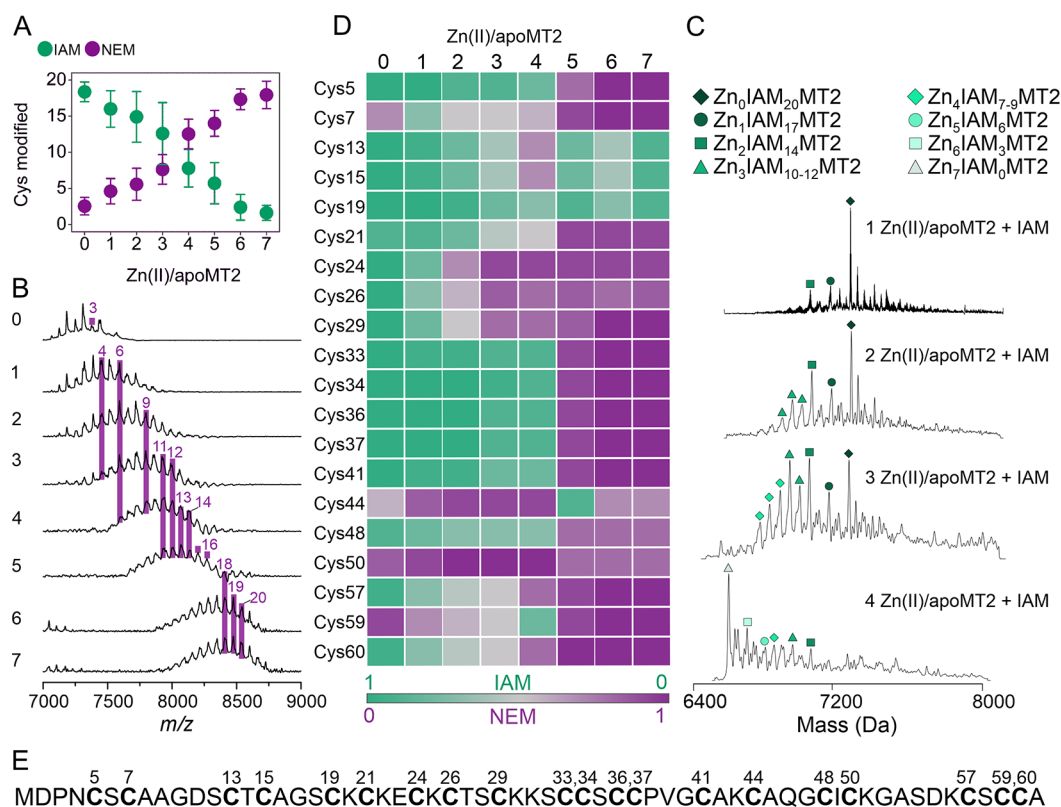 A
IAM NEM
Cys modified
20
15
10
5
0
0 1 2 3 4 5 6 7
Zn(II)/apoMT2
B
0
1
2
3
4
5
6
7
3
4 6
9
11 12
13 14
16
18
19
20
7000 7500 8000 8500 9000
m/z
D
Zn(II)/apoMT2
0 1 2 3 4 5 6 7
Cys5
Cys7
Cys13
Cys15
Cys19
Cys21
Cys24
Cys26
Cys29
Cys33
Cys34
Cys36
Cys37
Cys41
Cys44
Cys48
Cys50
Cys57
Cys59
Cys60
1 IAM 0
0 NEM 1
C
Zn0IAM20MT2
Zn1IAM17MT2
Zn2IAM14MT2
Zn3IAM10-12MT2
Zn4IAM7-9MT2
Zn5IAM6MT2
Zn6IAM3MT2
Zn7IAM0MT2
1 Zn(II)/apoMT2 + IAM
2 Zn(II)/apoMT2 + IAM
3 Zn(II)/apoMT2 + IAM
4 Zn(II)/apoMT2 + IAM
6400 7200 8000
Mass (Da)
E
5 7 13 15 19 21 24 26 29 33,34 36,37 41 44 48 50 57 59,60
MDPNCSCAAGDSCTCAGSCKCKECKCTSCKKSCCSCCPVGCAKCAQGCICKGASDKCSCCA